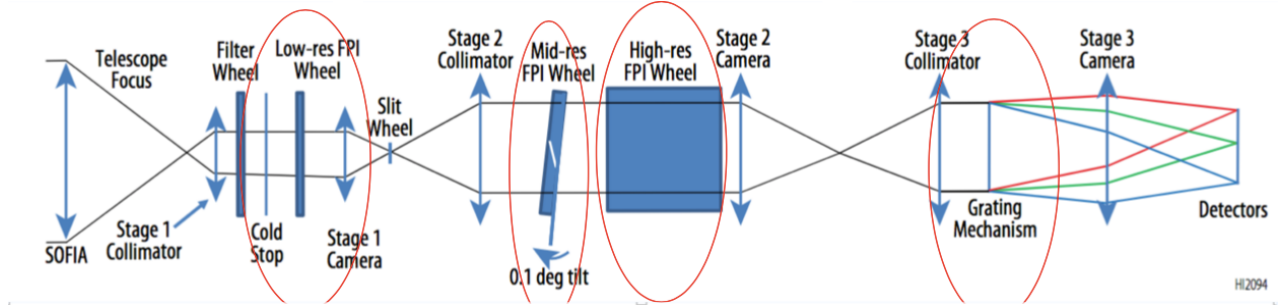 Telescope
Focus
Filter
Wheel
Low-res FPI
Wheel
Stage 2
Collimator
Mid-res
FPI Wheel
High-res
FPI Wheel
Stage 2
Camera
Stage 3
Collimator
Stage 3
Camera
Slit
Wheel
SOFIA
Stage 1
Collimator
Cold
Stop
Stage 1
Camera
0.1 deg tilt
Grating
Mechanism
Detectors
HI2094